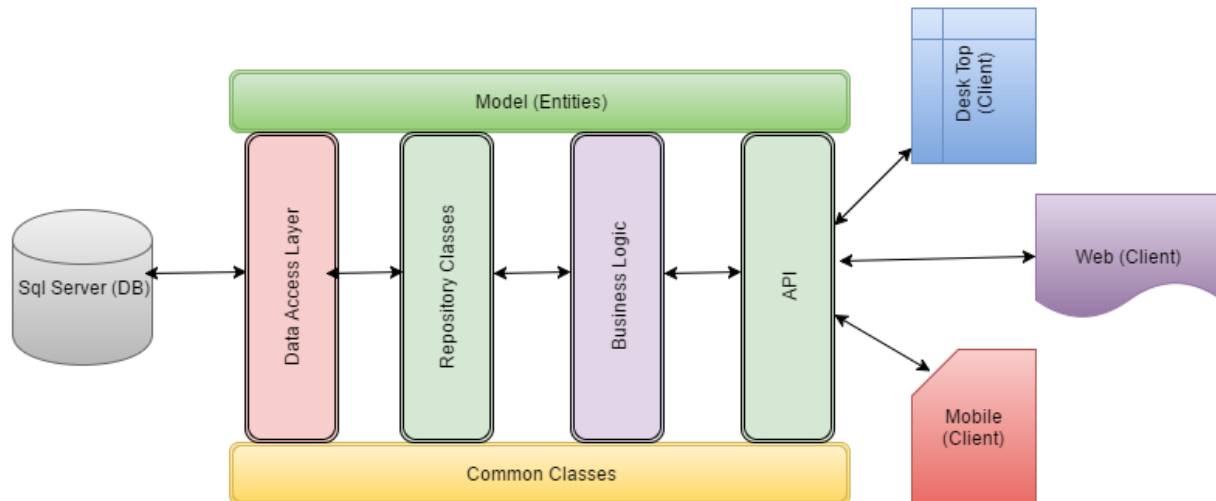 Model (Entities)
Desk Top
(Client)
Sql Server (DB)
Data Access Layer
Repository Classes
Business Logic
API
Web (Client)
Mobile
(Client)
Common Classes